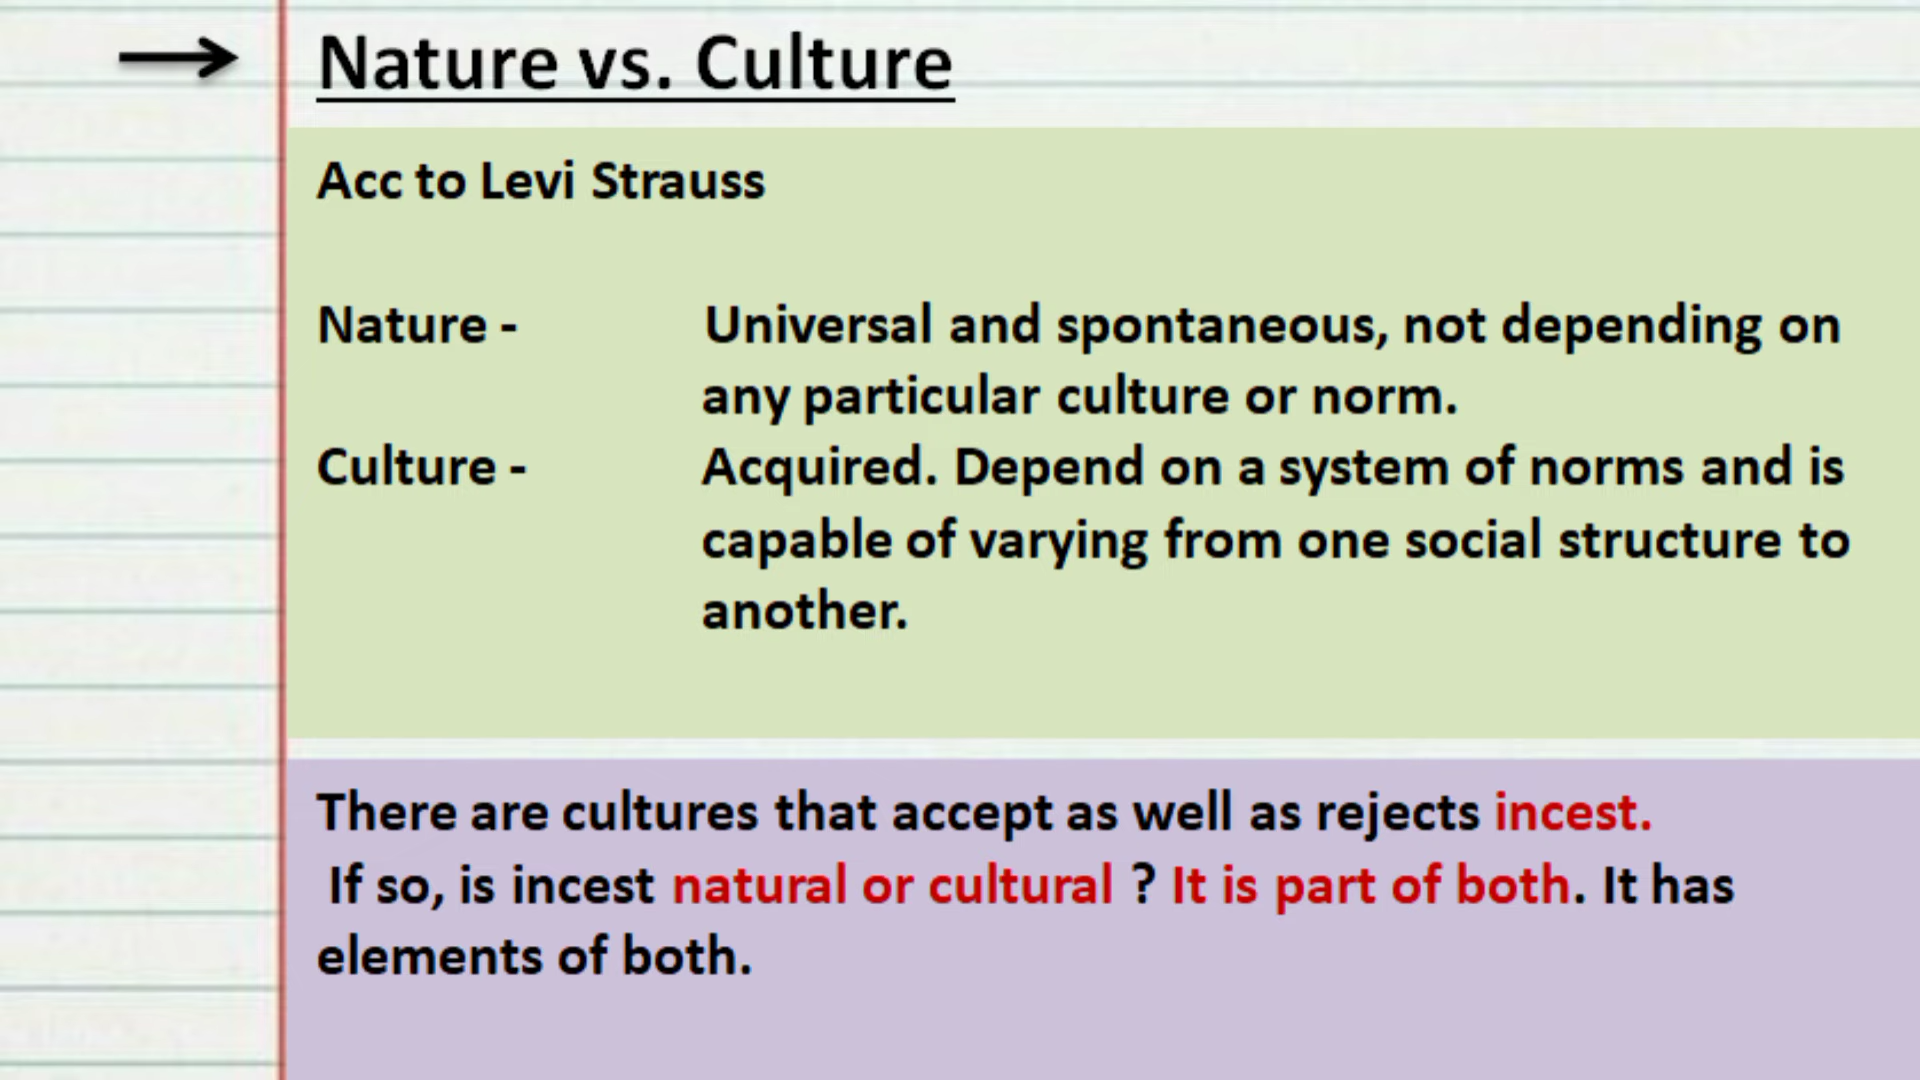 Nature vs. Culture
Acc to Levi Strauss
Nature - Universal and spontaneous, not depending on
any particular culture or norm.
Culture - Acquired. Depend on a system of norms and is
capable of varying from one social structure to
another.
There are cultures that accept as well as rejects incest.
If so, is incest natural or cultural ? It is part of both. It has
elements of both.